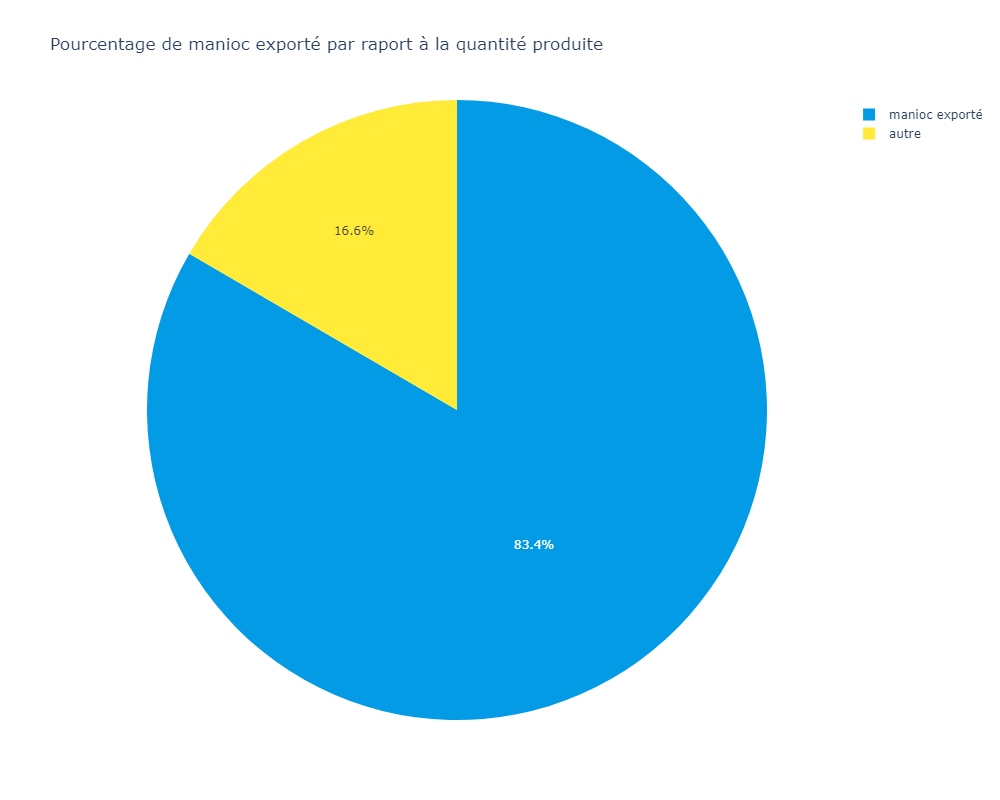 Pourcentage de manioc exporté par raport à la quantité produite
manioc exporté
autre
16.6%
83.4%